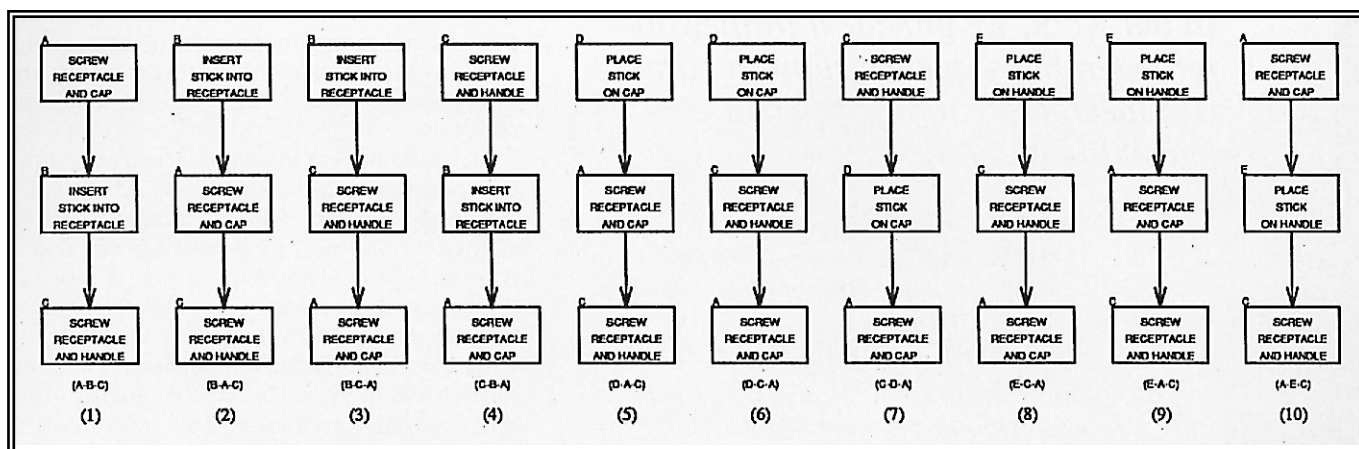 A
SCREW
RECEPTACLE
AND CAP
B
INSERT
STICK INTO
RECEPTACLE
C
SCREW
RECEPTACLE
AND HANDLE
(A-B-C)
(1)
B
INSERT
STICK INTO
RECEPTACLE
A
SCREW
RECEPTACLE
AND CAP
C
SCREW
RECEPTACLE
AND HANDLE
(B-A-C)
(2)
B
INSERT
STICK INTO
RECEPTACLE
C
SCREW
RECEPTACLE
AND HANDLE
A
SCREW
RECEPTACLE
AND CAP
(B-C-A)
(3)
C
SCREW
RECEPTACLE
AND HANDLE
B
INSERT
STICK INTO
RECEPTACLE
A
SCREW
RECEPTACLE
AND CAP
(C-B-A)
(4)
D
PLACE
STICK
ON CAP
A
SCREW
RECEPTACLE
AND CAP
C
SCREW
RECEPTACLE
AND HANDLE
(D-A-C)
(5)
D
PLACE
STICK
ON CAP
C
SCREW
RECEPTACLE
AND HANDLE
A
SCREW
RECEPTACLE
AND CAP
(D-C-A)
(6)
C
SCREW
RECEPTACLE
AND HANDLE
D
PLACE
STICK
ON CAP
A
SCREW
RECEPTACLE
AND CAP
(C-D-A)
(7)
E
PLACE
STICK
ON HANDLE
C
SCREW
RECEPTACLE
AND HANDLE
A
SCREW
RECEPTACLE
AND CAP
(E-C-A)
(8)
E
PLACE
STICK
ON HANDLE
A
SCREW
RECEPTACLE
AND CAP
C
SCREW
RECEPTACLE
AND HANDLE
(E-A-C)
(9)
A
SCREW
RECEPTACLE
AND CAP
E
PLACE
STICK
ON HANDLE
C
SCREW
RECEPTACLE
AND HANDLE
(A-E-C)
(10)